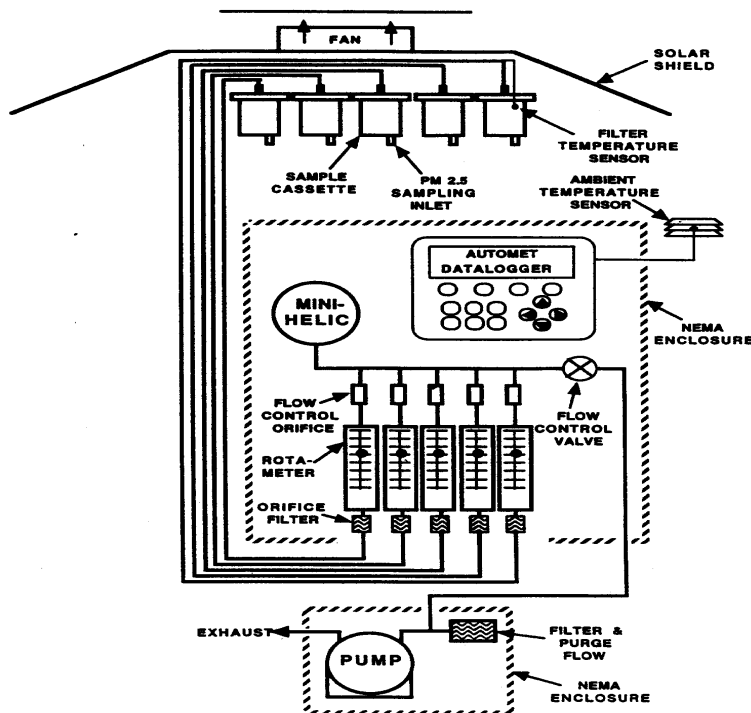 FAN
SOLAR
SHIELD
FILTER
TEMPERATURE
SENSOR
SAMPLE
CASSETTE
PM 2.5
SAMPLING
INLET
AMBIENT
TEMPERATURE
SENSOR
AUTOMET
DATALOGGER
MINI-
HELIC
NEMA
ENCLOSURE
FLOW
CONTROL
ORIFICE
FLOW
CONTROL
VALVE
ROTA-
METER
ORIFICE
FILTER
EXHAUST
PUMP
FILTER &
PURGE
FLOW
NEMA
ENCLOSURE